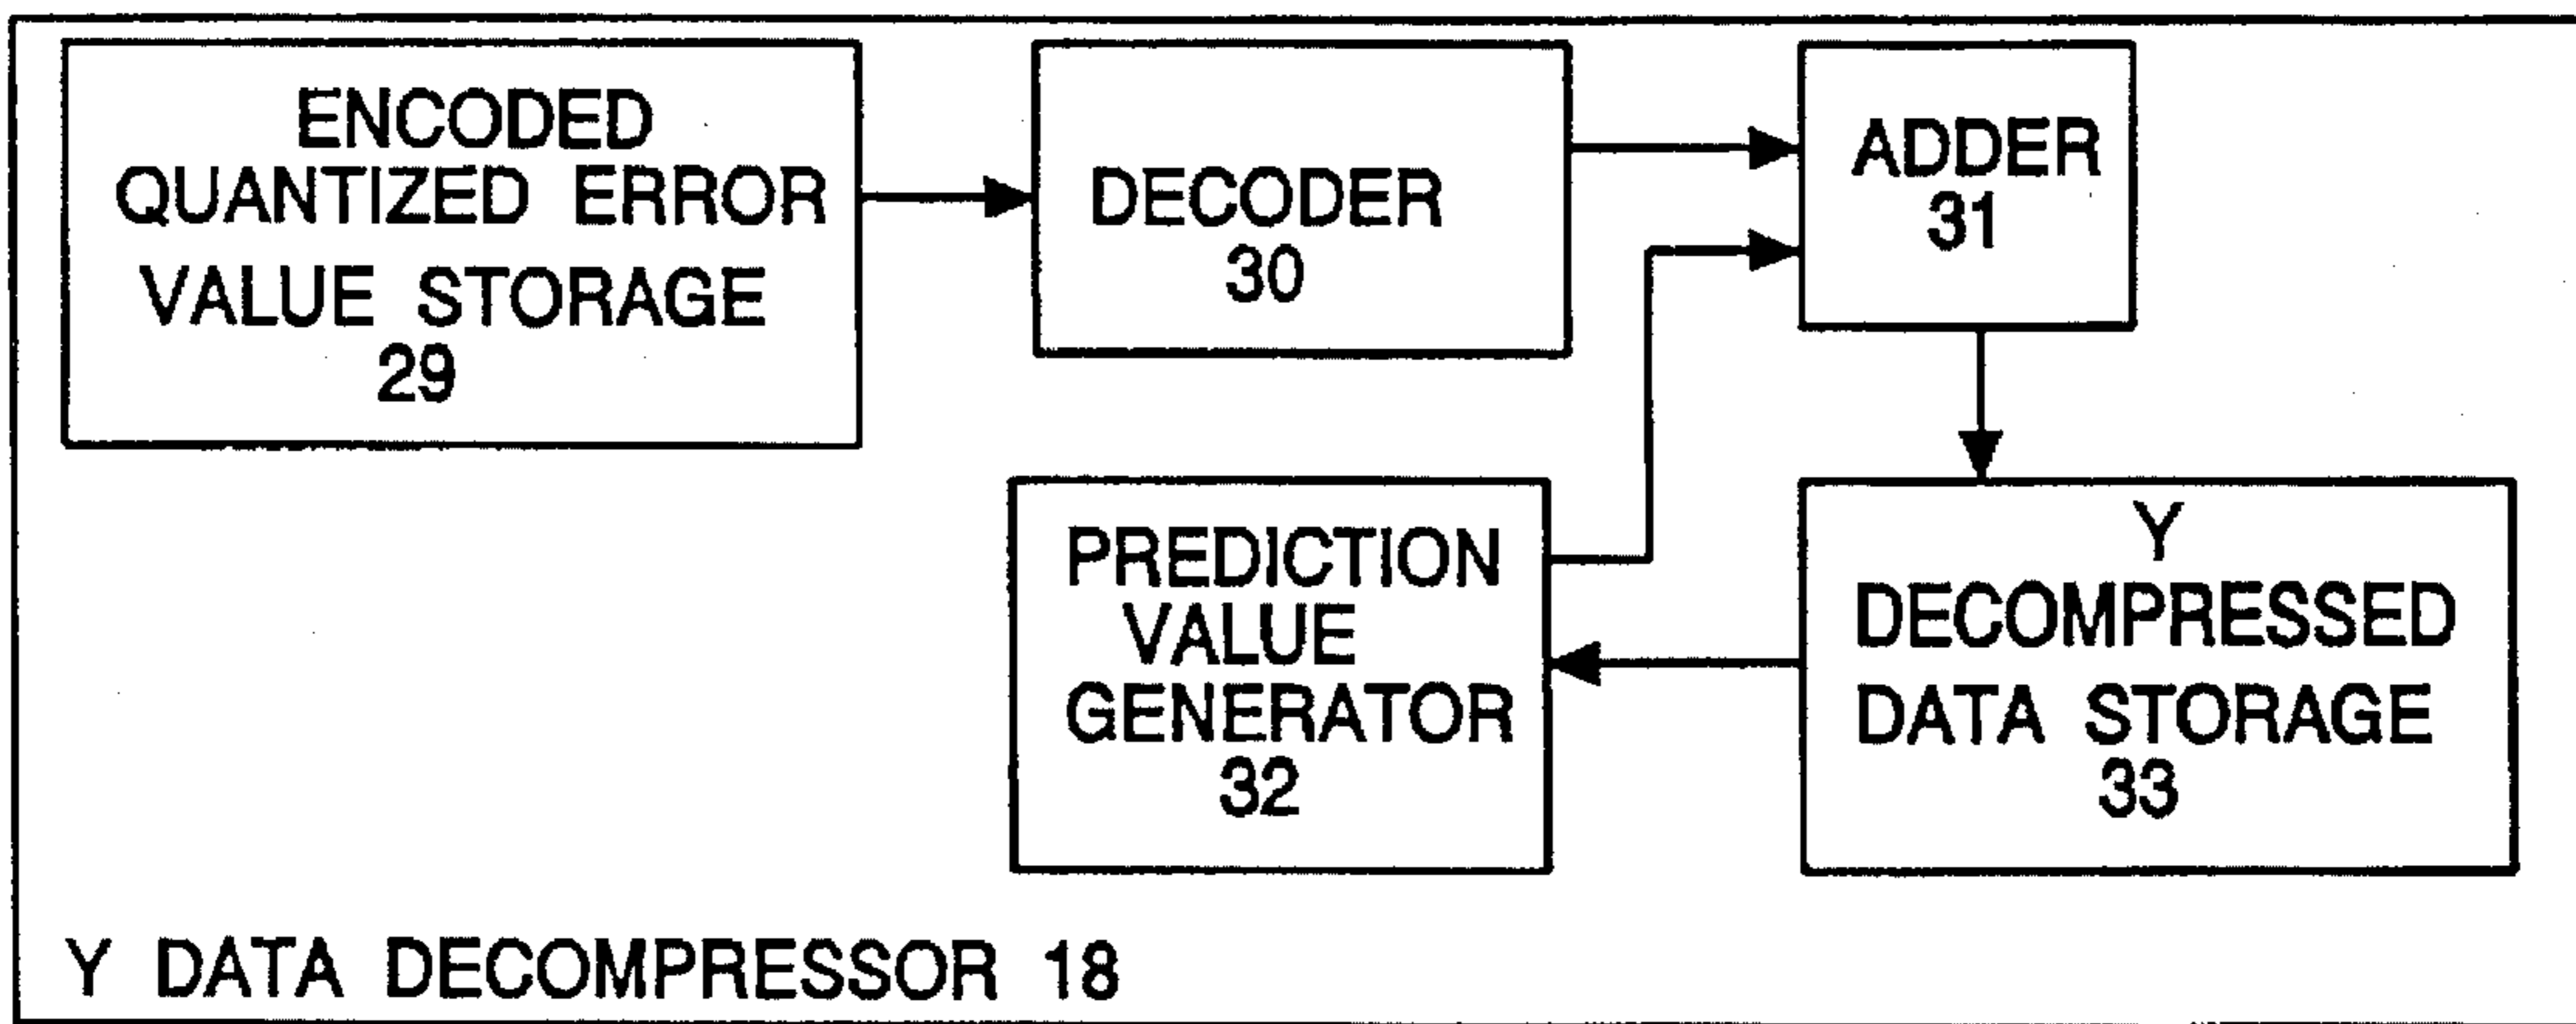 ENCODED
QUANTIZED ERROR
VALUE STORAGE
29
DECODER
30
ADDER
31
PREDICTION
VALUE
GENERATOR
32
Y
DECOMPRESSED
DATA STORAGE
33
Y DATA DECOMPRESSOR 18